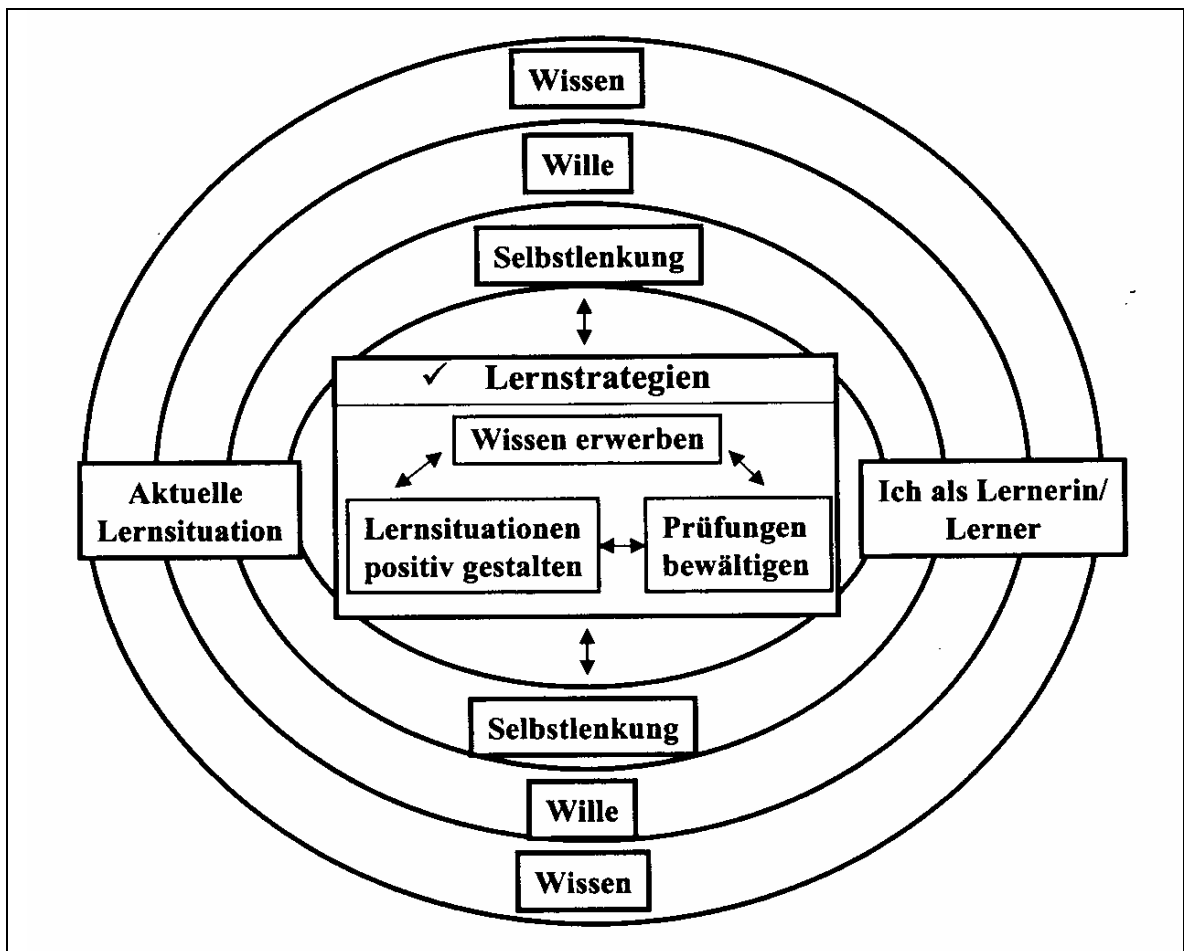 Wissen
Wille
Selbstlenkung
✓ Lernstrategien
Wissen erwerben
Aktuelle
Lernsituation
Lernsituationen
positiv gestalten
Prüfungen
bewältigen
Ich als Lernerin/
Lerner
Selbstlenkung
Wille
Wissen